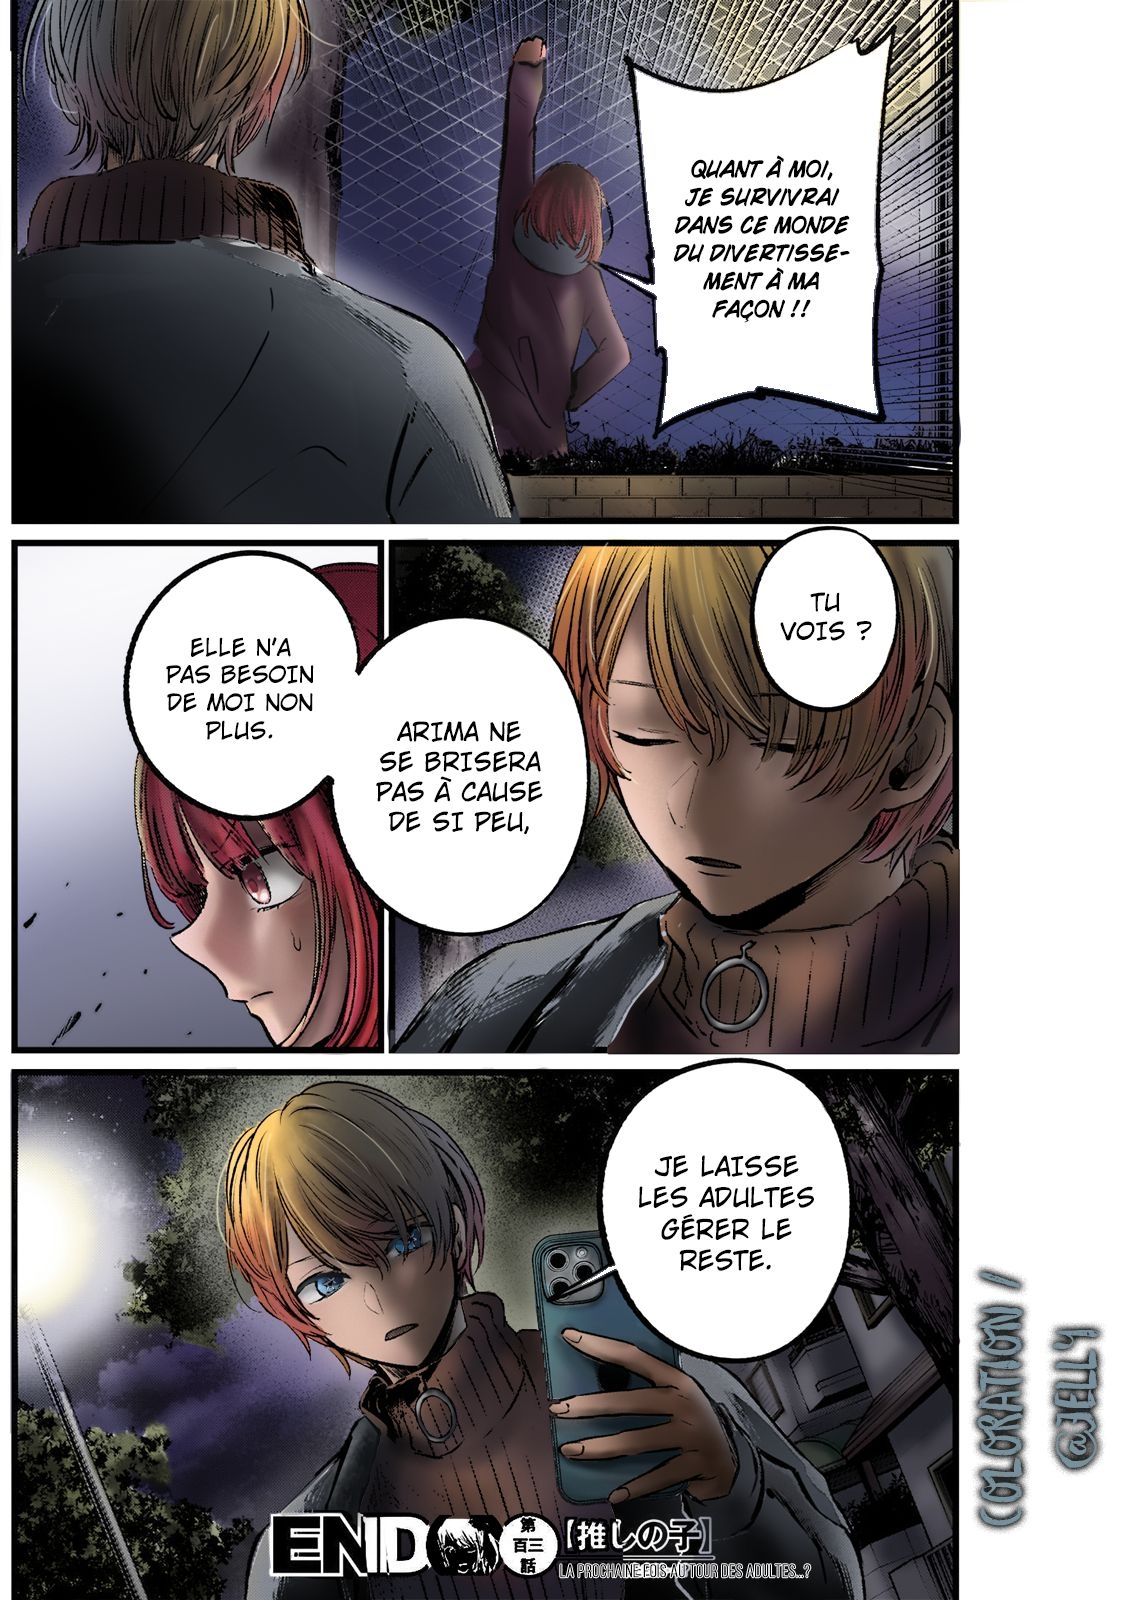 QUANT À MOI,
JE SURVIVRAI
DANS CE MONDE
DU DIVERTISSE-
MENT À MA
FAÇON !!
TU
VOIS ?
ARIMA NE
SE BRISERA
PAS À CAUSE
DE SI PEU,
ELLE N'A
PAS BESOIN
DE MOI NON
PLUS.
JE LAISSE
LES ADULTES
GÉRER LE
RESTE.
COLORATION /
@JELLY
END
第
百三
話
【推しの子】
LA PROCHAINE FOIS AUTOUR DES ADULTES...?